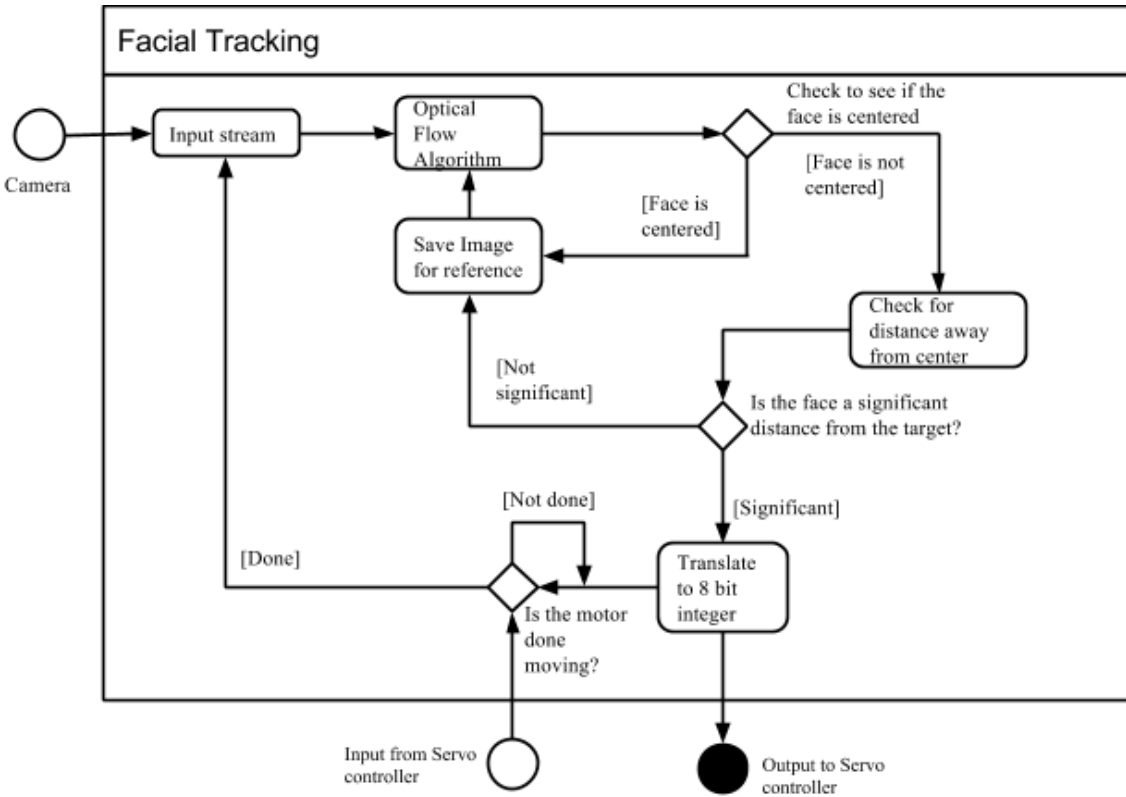 Facial Tracking
Camera
Input stream
Optical
Flow
Algorithm
Check to see if the
face is centered
[Face is not
centered]
[Face is
centered]
Save Image
for reference
Check for
distance away
from center
[Not
significant]
Is the face a significant
distance from the target?
[Significant]
[Not done]
[Done]
Translate
to 8 bit
integer
Is the motor
done
moving?
Input from Servo
controller
Output to Servo
controller